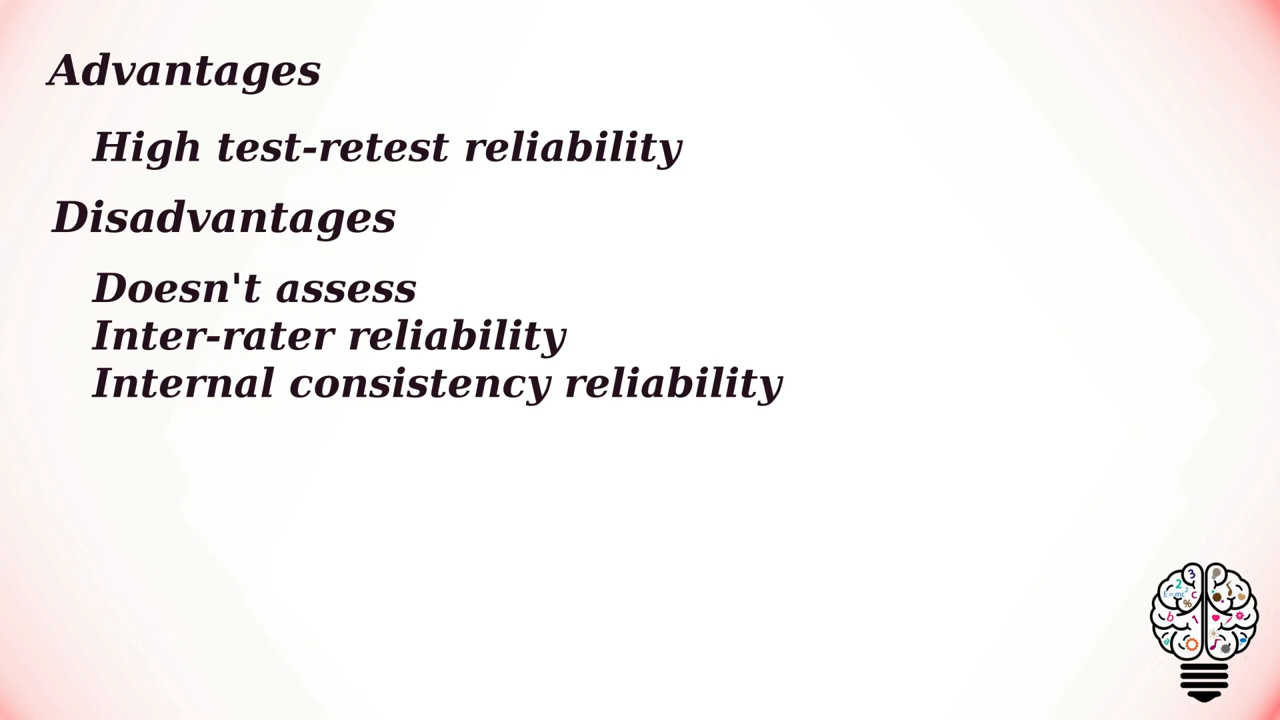 Advantages
High test-retest reliability
Disadvantages
Doesn't assess
Inter-rater reliability
Internal consistency reliability